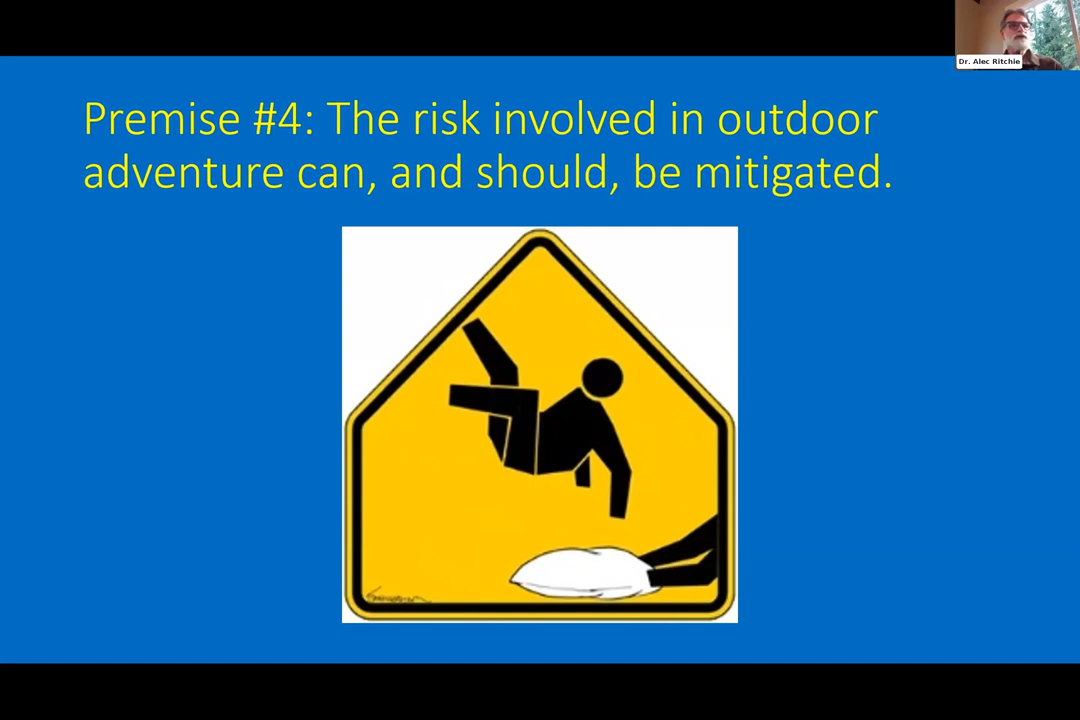 Dr. Alec Ritchie
Premise #4: The risk involved in outdoor
adventure can, and should, be mitigated.